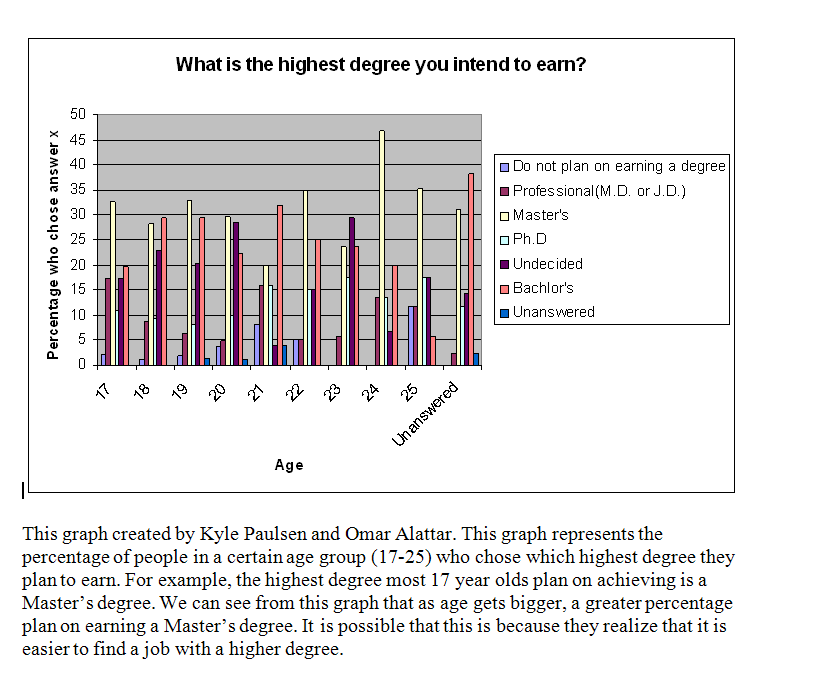 What is the highest degree you intend to earn?
Percentage who chose answer x
50
45
40
35
30
25
20
15
10
5
0
17
18
19
20
21
22
23
24
25
Unanswered
Age
Do not plan on earning a degree
Professional(M.D. or J.D.)
Master's
Ph.D
Undecided
Bachlor's
Unanswered
This graph created by Kyle Paulsen and Omar Alattar. This graph represents the
percentage of people in a certain age group (17-25) who chose which highest degree they
plan to earn. For example, the highest degree most 17 year olds plan on achieving is a
Master’s degree. We can see from this graph that as age gets bigger, a greater percentage
plan on earning a Master’s degree. It is possible that this is because they realize that it is
easier to find a job with a higher degree.